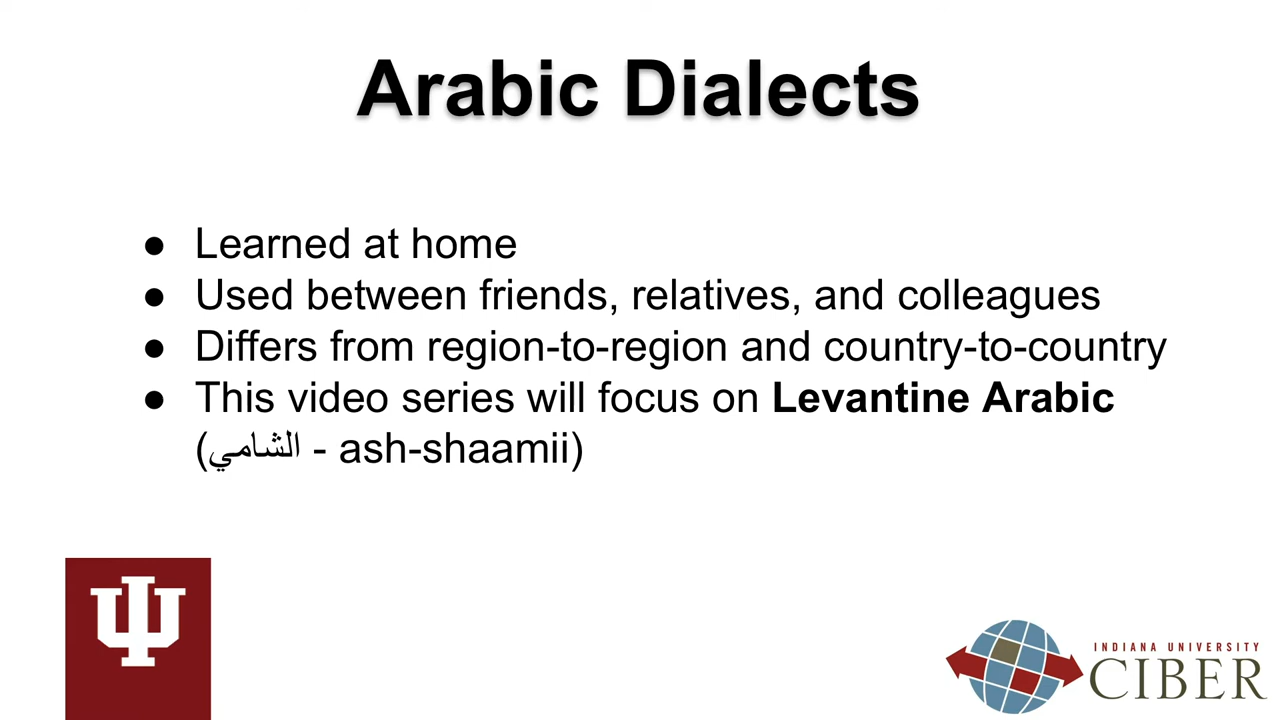 Arabic Dialects
● Learned at home
● Used between friends, relatives, and colleagues
● Differs from region-to-region and country-to-country
● This video series will focus on Levantine Arabic
(الشامي - ash-shaamii)
INDIANA UNIVERSITY
CIBER